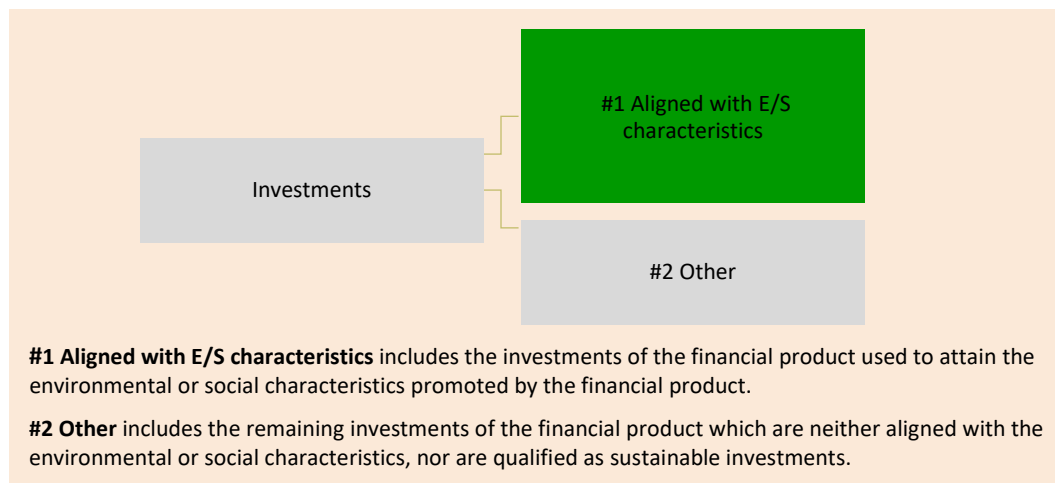 #1 Aligned with E/S
characteristics
Investments
#2 Other
#1 Aligned with E/S characteristics includes the investments of the financial product used to attain the
environmental or social characteristics promoted by the financial product.
#2 Other includes the remaining investments of the financial product which are neither aligned with the
environmental or social characteristics, nor are qualified as sustainable investments.